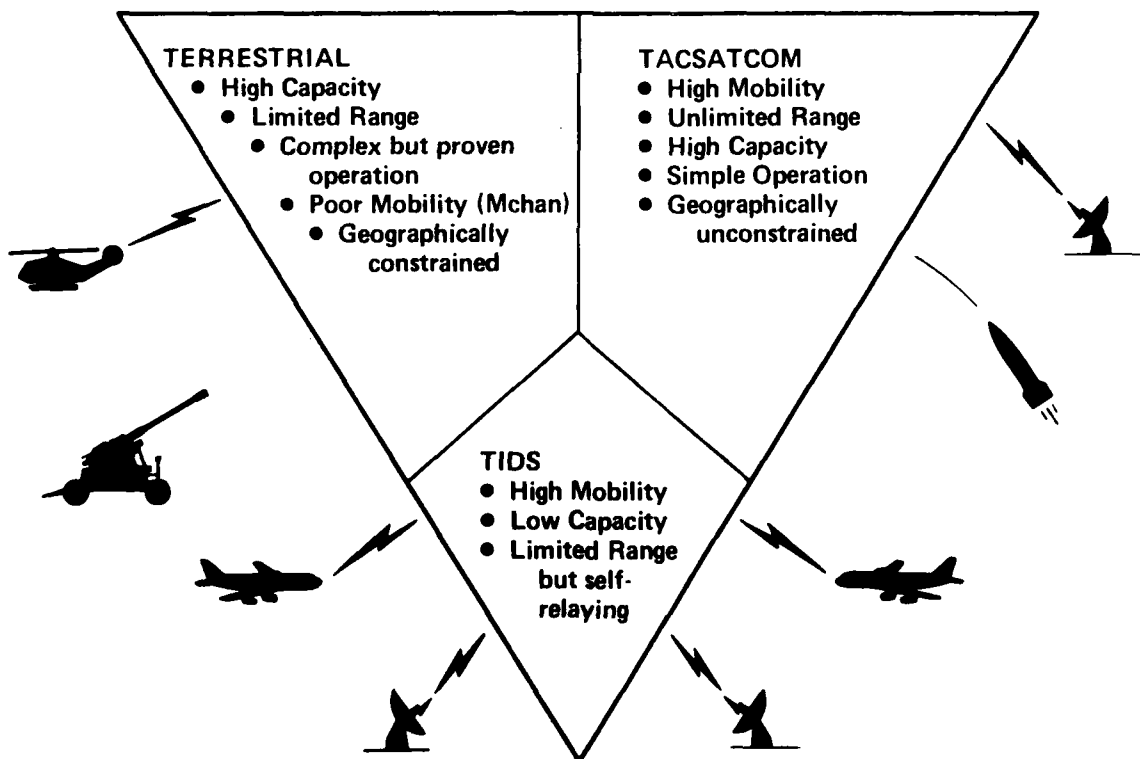 TERRESTRIAL
● High Capacity
● Limited Range
● Complex but proven
operation
● Poor Mobility (Mchan)
● Geographically
constrained
TACSATCOM
● High Mobility
● Unlimited Range
● High Capacity
● Simple Operation
● Geographically
unconstrained
TIDS
● High Mobility
● Low Capacity
● Limited Range
but self-
relaying